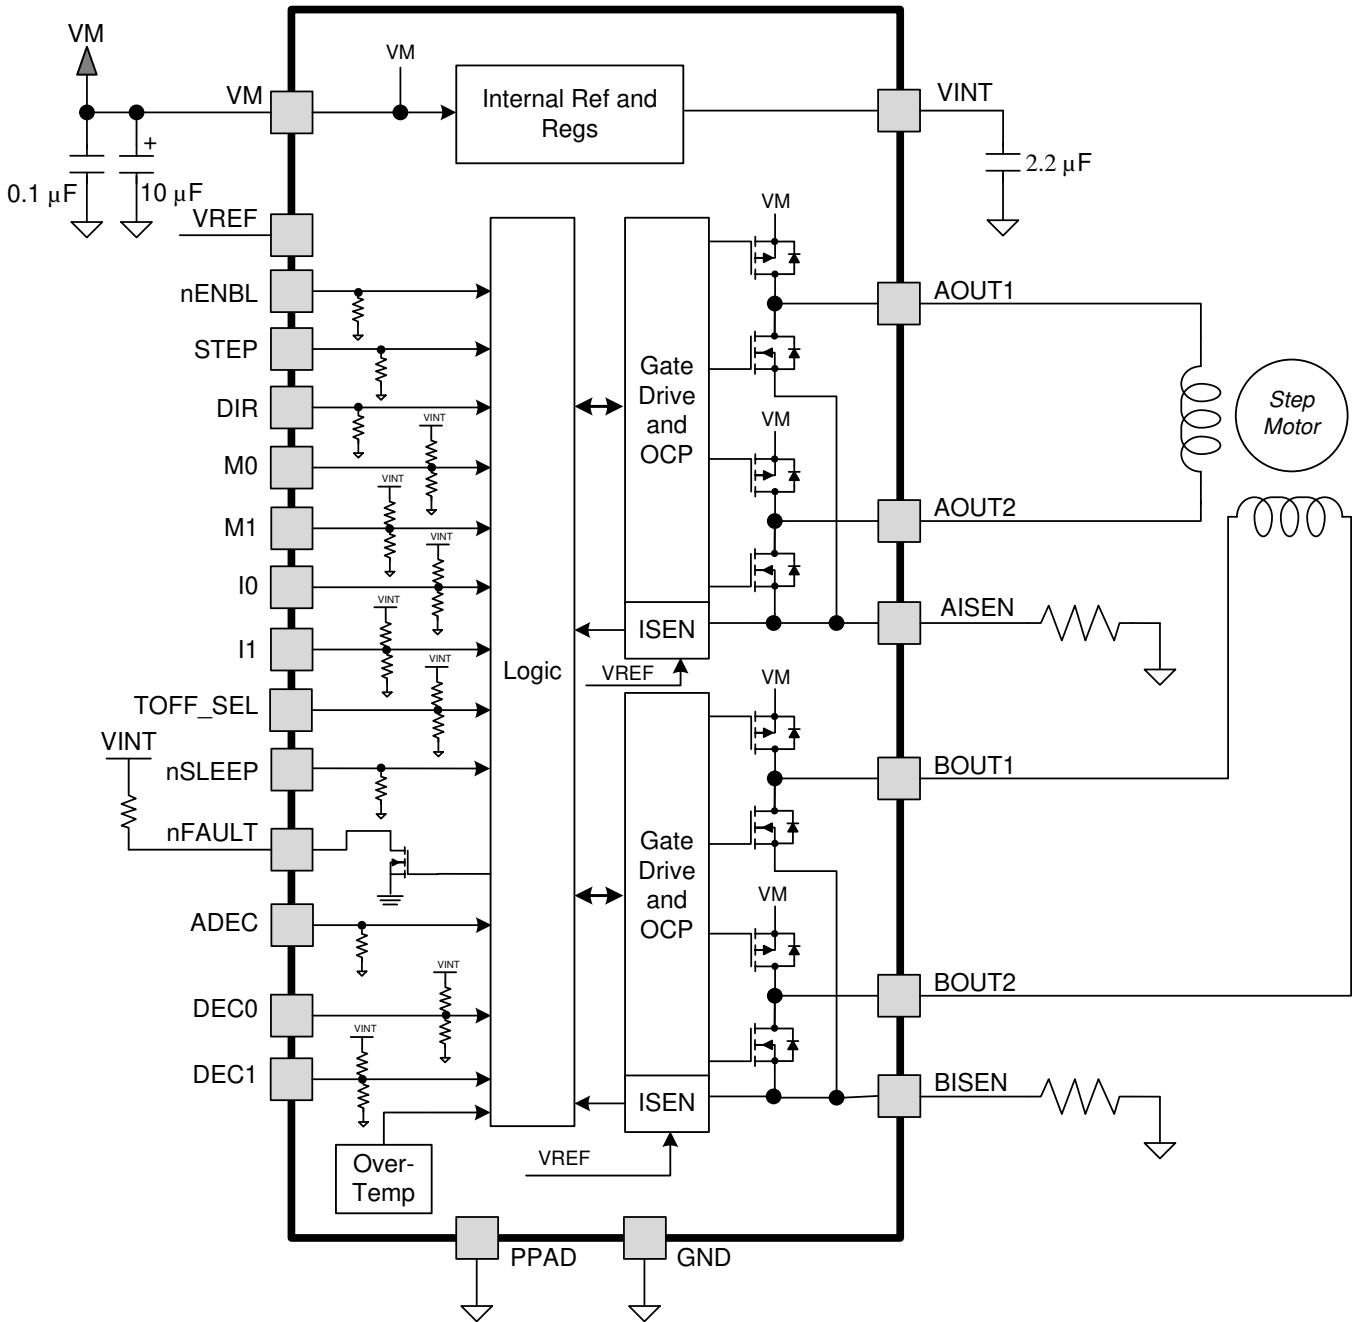 VM
VM
VM
Internal Ref and
Regs
VINT
+
0.1 µF
10 µF
2.2 µF
VREF
VM
nENBL
AOUT1
STEP
Gate
Drive
and
OCP
DIR
VINT
Step
Motor
M0
VM
VINT
M1
AOUT2
VINT
I0
VINT
AISEN
ISEN
I1
VINT
Logic
VREF
VM
TOFF_SEL
VINT
nSLEEP
BOUT1
nFAULT
Gate
Drive
and
OCP
VM
ADEC
VINT
DEC0
BOUT2
VINT
DEC1
BISEN
ISEN
VREF
Over-
Temp
PPAD
GND